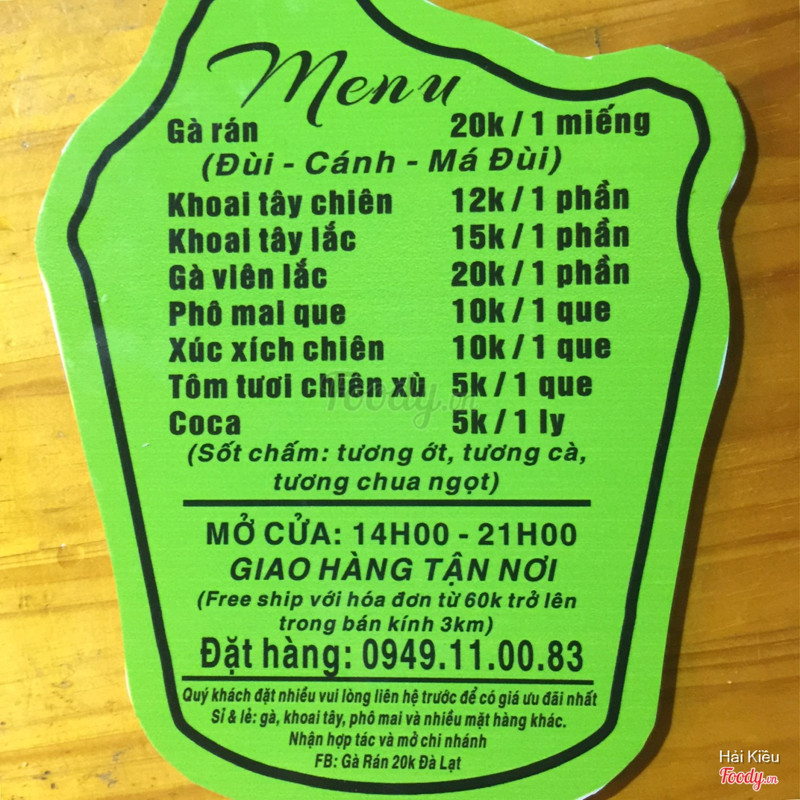 Menu
Gà rán 20k / 1 miếng
(Đùi - Cánh - Má Đùi)
Khoai tây chiên 12k / 1 phần
Khoai tây lắc 15k / 1 phần
Gà viên lắc 20k / 1 phần
Phô mai que 10k / 1 que
Xúc xích chiên 10k / 1 que
Tôm tươi chiên xù 5k / 1 que
Foody.vn
Coca 5k / 1 ly
(Sốt chấm: tương ớt, tương cà,
tương chua ngọt)
MỞ CỬA: 14H00 - 21H00
GIAO HÀNG TẬN NƠI
(Free ship với hóa đơn từ 60k trở lên
trong bán kính 3km)
Đặt hàng: 0949.11.00.83
Quý khách đặt nhiều vui lòng liên hệ trước để có giá ưu đãi nhất
Sỉ & lẻ: gà, khoai tây, phô mai và nhiều mặt hàng khác.
Nhận hợp tác và mở chi nhánh
FB: Gà Rán 20k Đà Lạt
Hải Kiều
Foody.vn